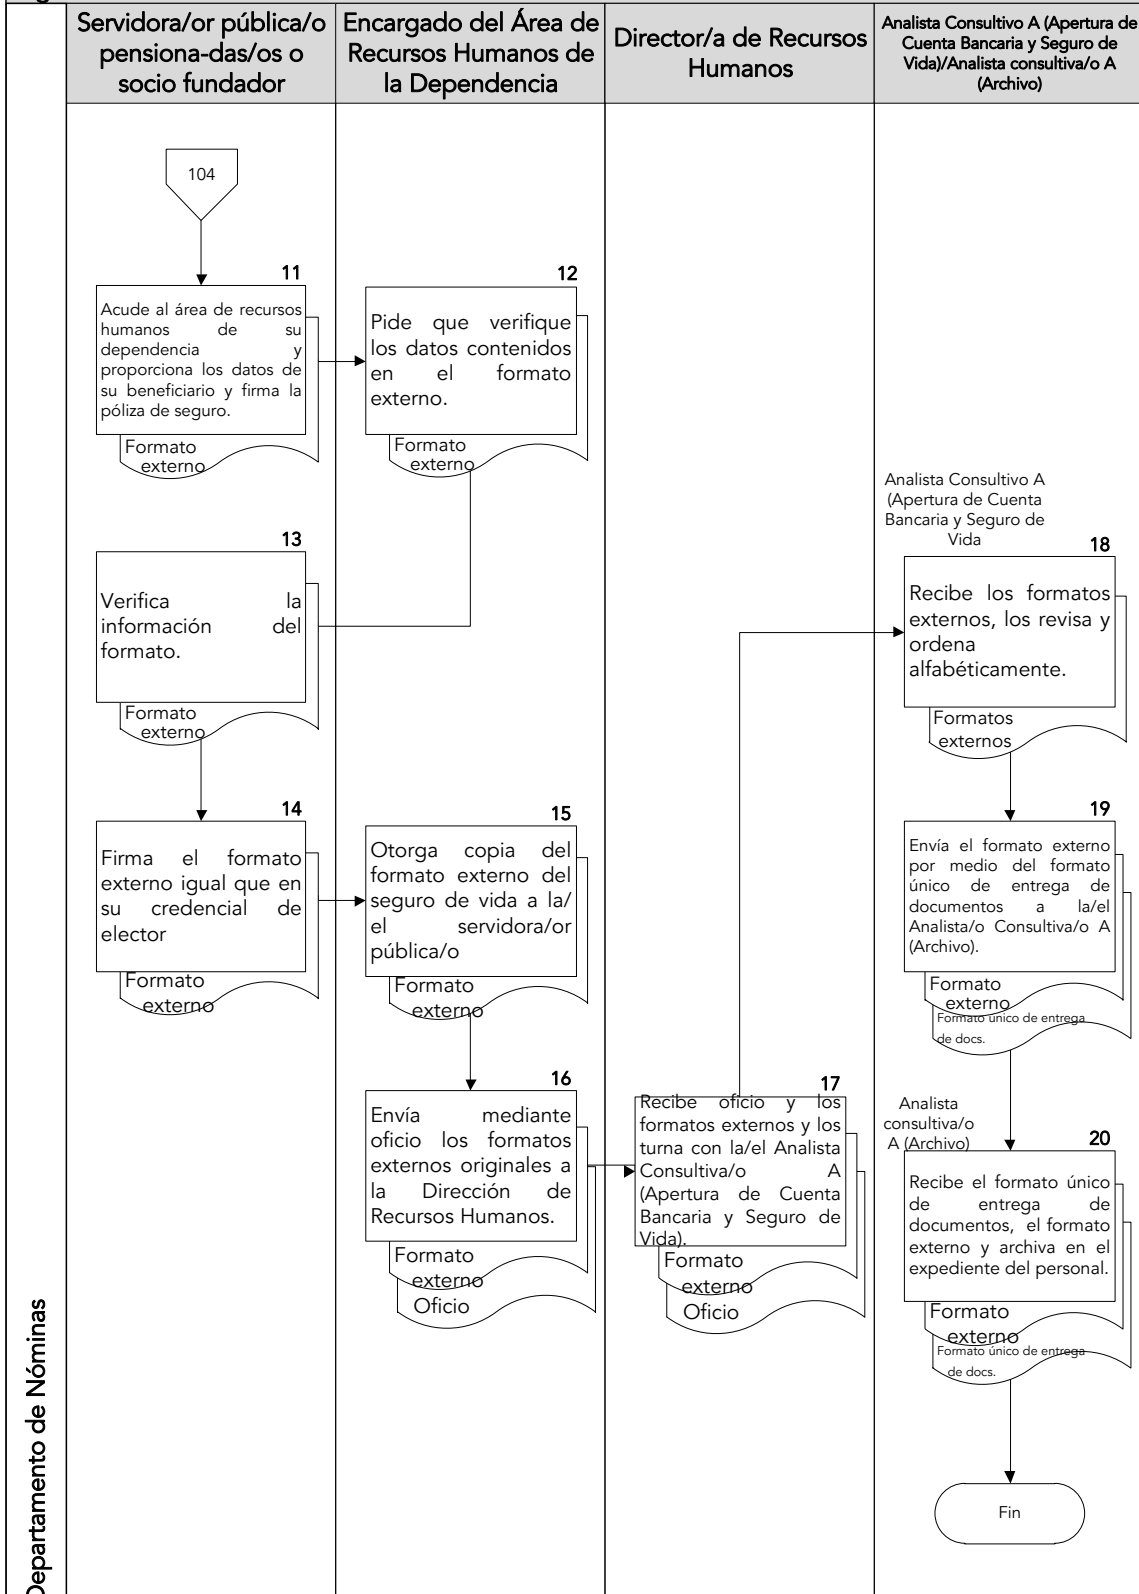 Servidora/or pública/o
pensiona-das/os o
socio fundador
Encargado del Área de
Recursos Humanos de
la Dependencia
Director/a de Recursos
Humanos
Analista Consultivo A (Apertura de
Cuenta Bancaria y Seguro de
Vida)/Analista consultiva/o A
(Archivo)
104
11
Acude al área de recursos
humanos de su
dependencia y
proporciona los datos de
su beneficiario y firma la
póliza de seguro.
Formato
externo
12
Pide que verifique
los datos contenidos
en el formato
externo.
Formato
externo
13
Verifica la
información del
formato.
Formato
externo
14
Firma el formato
externo igual que en
su credencial de
elector
Formato
externo
15
Otorga copia del
formato externo del
seguro de vida a la/
el servidora/or
pública/o
Formato
externo
16
Envía mediante
oficio los formatos
externos originales a
la Dirección de
Recursos Humanos.
Formato
externo
Oficio
17
Recibe oficio y los
formatos externos y los
turna con la/el Analista
Consultiva/o A
(Apertura de Cuenta
Bancaria y Seguro de
Vida).
Formato
externo
Oficio
Analista Consultivo A
(Apertura de Cuenta
Bancaria y Seguro de
Vida
18
Recibe los formatos
externos, los revisa y
ordena
alfabéticamente.
Formatos
externos
19
Envía el formato externo
por medio del formato
único de entrega de
documentos a la/el
Analista/o Consultiva/o A
(Archivo).
Formato
externo
Formato único de entrega
de docs.
Analista
consultiva/o
A (Archivo)
20
Recibe el formato único
de entrega de
documentos, el formato
externo y archiva en el
expediente del personal.
Formato
externo
Formato único de entrega
de docs.
Fin
Departamento de Nóminas